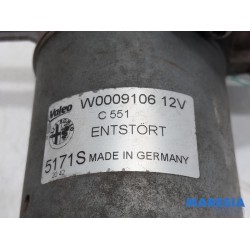 Valeo
W0009106 12V
C 551
ENTSTÖRT
5171S MADE IN GERMANY